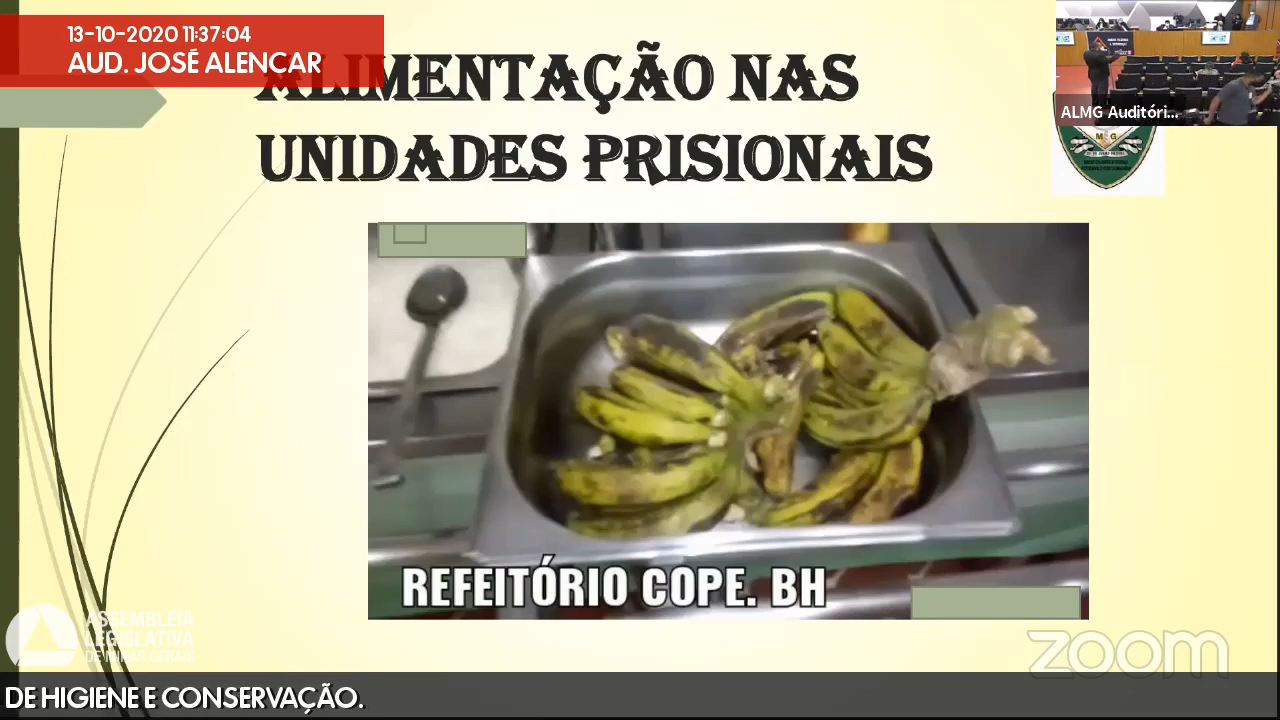 13-10-2020 11:37:04
AUD. JOSÉ ALENCAR
ALIMENTAÇÃO NAS
UNIDADES PRISIONAIS
ALMG Auditóri...
M G
REFEITÓRIO COPE. BH
ASSEMBLEIA
LEGISLATIVA
DE MINAS GERAIS
zoom
DE HIGIENE E CONSERVAÇÃO.